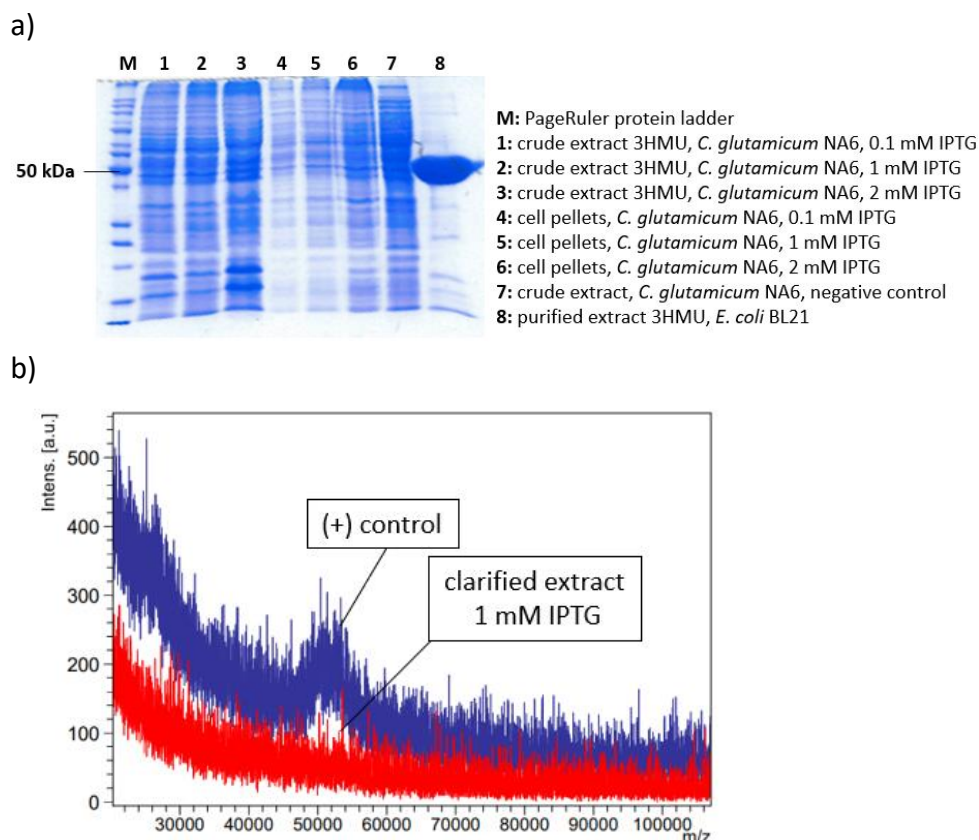 a)
M 1 2 3 4 5 6 7 8
50 kDa
M: PageRuler protein ladder
1: crude extract 3HMU, C. glutamicum NA6, 0.1 mM IPTG
2: crude extract 3HMU, C. glutamicum NA6, 1 mM IPTG
3: crude extract 3HMU, C. glutamicum NA6, 2 mM IPTG
4: cell pellets, C. glutamicum NA6, 0.1 mM IPTG
5: cell pellets, C. glutamicum NA6, 1 mM IPTG
6: cell pellets, C. glutamicum NA6, 2 mM IPTG
7: crude extract, C. glutamicum NA6, negative control
8: purified extract 3HMU, E. coli BL21
b)
Intens. [a.u.]
500
400
300
200
100
0
(+) control
clarified extract
1 mM IPTG
30000 40000 50000 60000 70000 80000 90000 100000
m/z